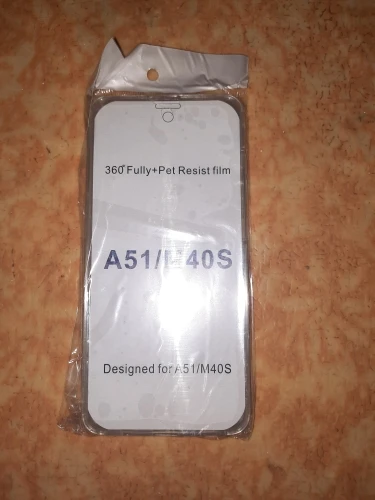 360°Fully+Pet Resist film
A51/M40S
Designed for A51/M40S